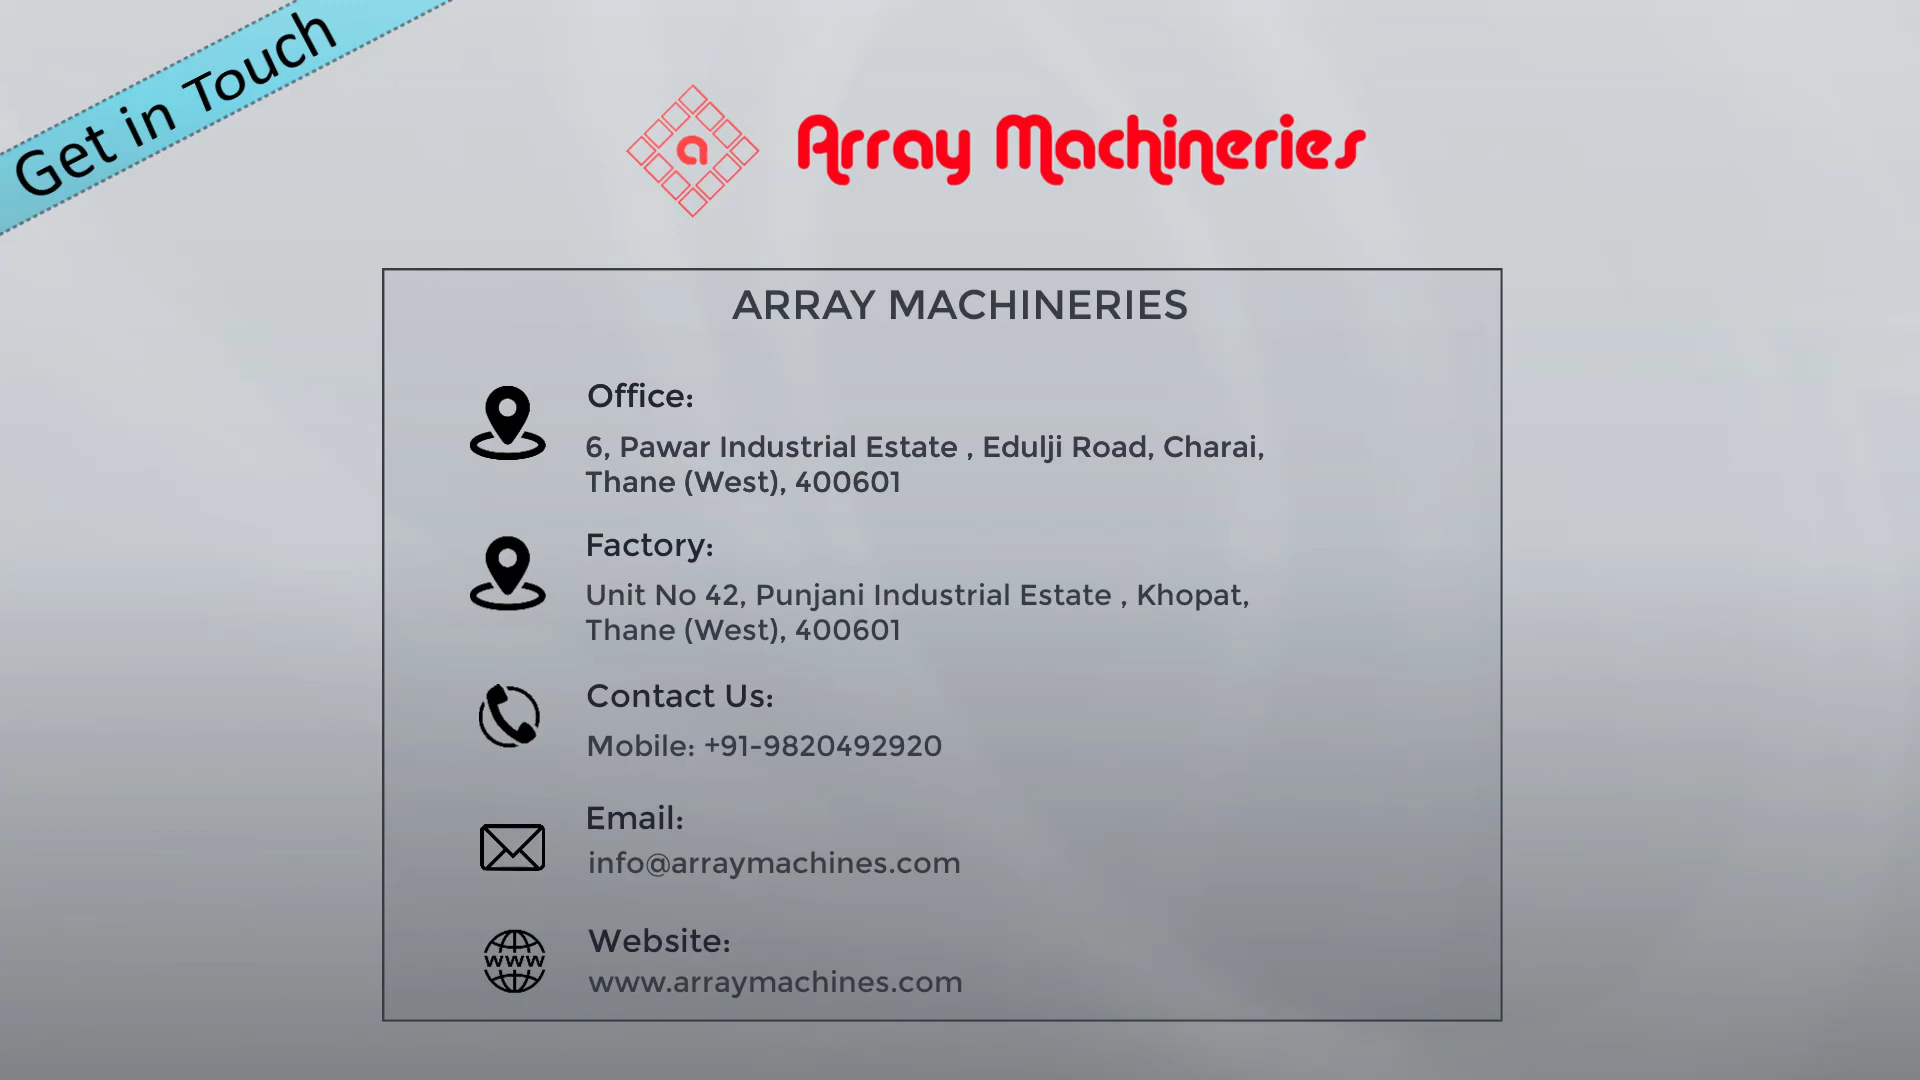 Get in Touch
a
Array Machineries
ARRAY MACHINERIES
Office:
6, Pawar Industrial Estate , Edulji Road, Charai,
Thane (West), 400601
Factory:
Unit No 42, Punjani Industrial Estate , Khopat,
Thane (West), 400601
Contact Us:
Mobile: +91-9820492920
Email:
info@arraymachines.com
Website:
www
www.arraymachines.com